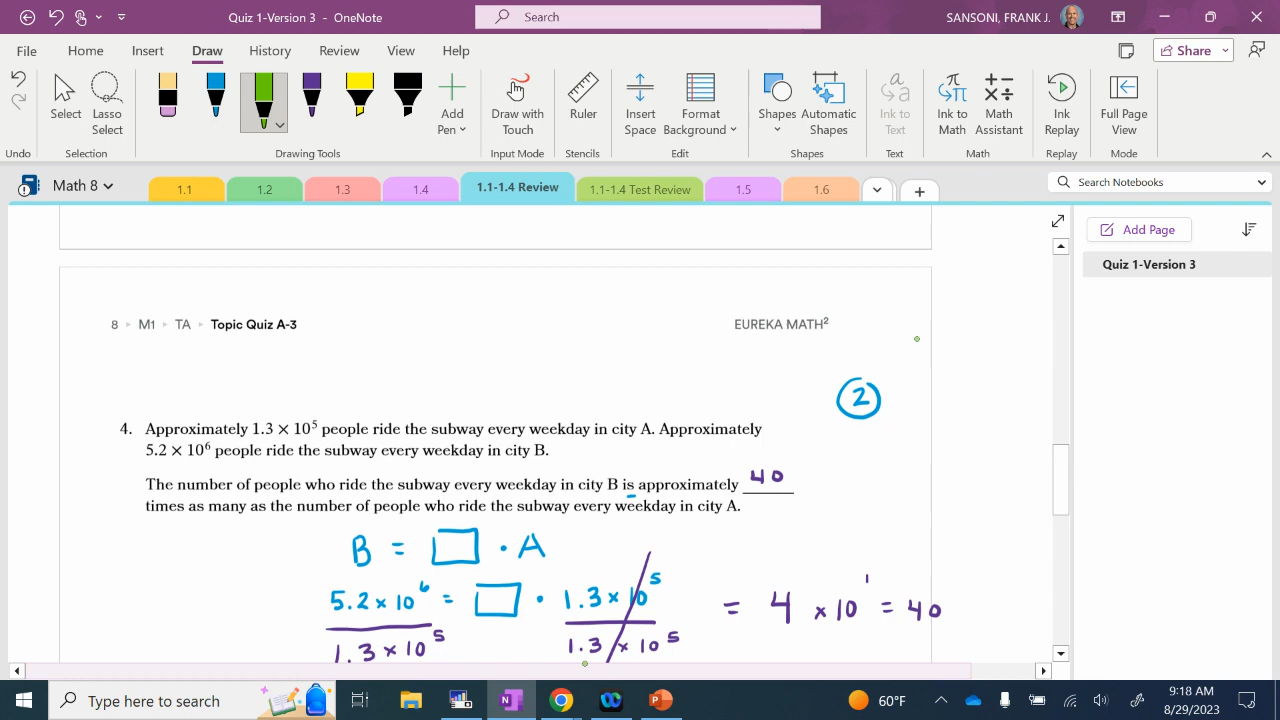 Quiz 1-Version 3 - OneNote
Search
SANSONI, FRANK J.
File Home Insert Draw History Review View Help
Share
Select
Lasso Select
Add Pen
Draw with Touch
Ruler
Insert Space
Format Background
Shapes
Automatic Shapes
Ink to Text
Ink to Math
Math Assistant
Ink Replay
Full Page View
Undo Selection Drawing Tools Input Mode Stencils Edit Shapes Text Math Replay Mode
Math 8
1.1 1.2 1.3 1.4 1.1-1.4 Review 1.1-1.4 Test Review 1.5 1.6
Search Notebooks
Add Page
Quiz 1-Version 3
8 ▸ M1 ▸ TA ▸ Topic Quiz A-3
EUREKA MATH²
2
4. Approximately 1.3 × 10⁵ people ride the subway every weekday in city A. Approximately
5.2 × 10⁶ people ride the subway every weekday in city B.
The number of people who ride the subway every weekday in city B is approximately 40
times as many as the number of people who ride the subway every weekday in city A.
B = □ · A
5.2 × 10⁶ = □ · 1.3 × 10⁵
= 4 × 10¹ = 40
1.3 × 10⁵ 1.3 × 10⁵
Type here to search
60°F
9:18 AM
8/29/2023